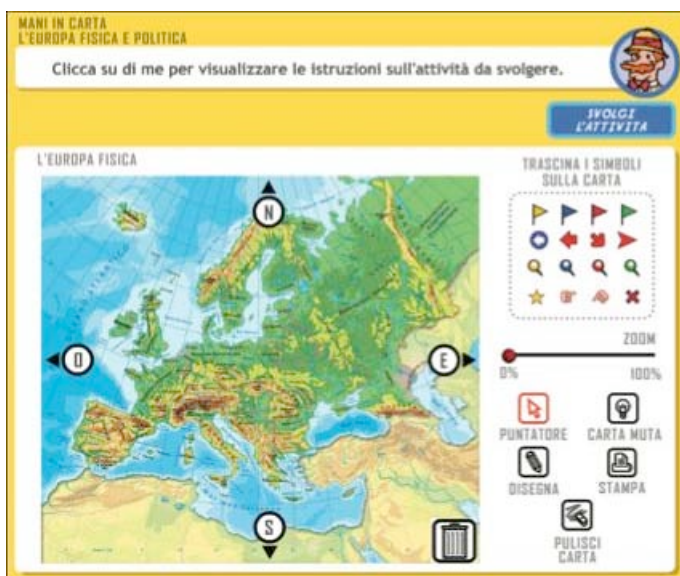 MANI IN CARTA
L'EUROPA FISICA E POLITICA
Clicca su di me per visualizzare le istruzioni sull'attività da svolgere.
SVOLGI
L'ATTIVITA
L'EUROPA FISICA
TRASCINA I SIMBOLI
SULLA CARTA
N
O
E
S
ZOOM
0%
100%
PUNTATORE
CARTA MUTA
DISEGNA
STAMPA
PULISCI
CARTA